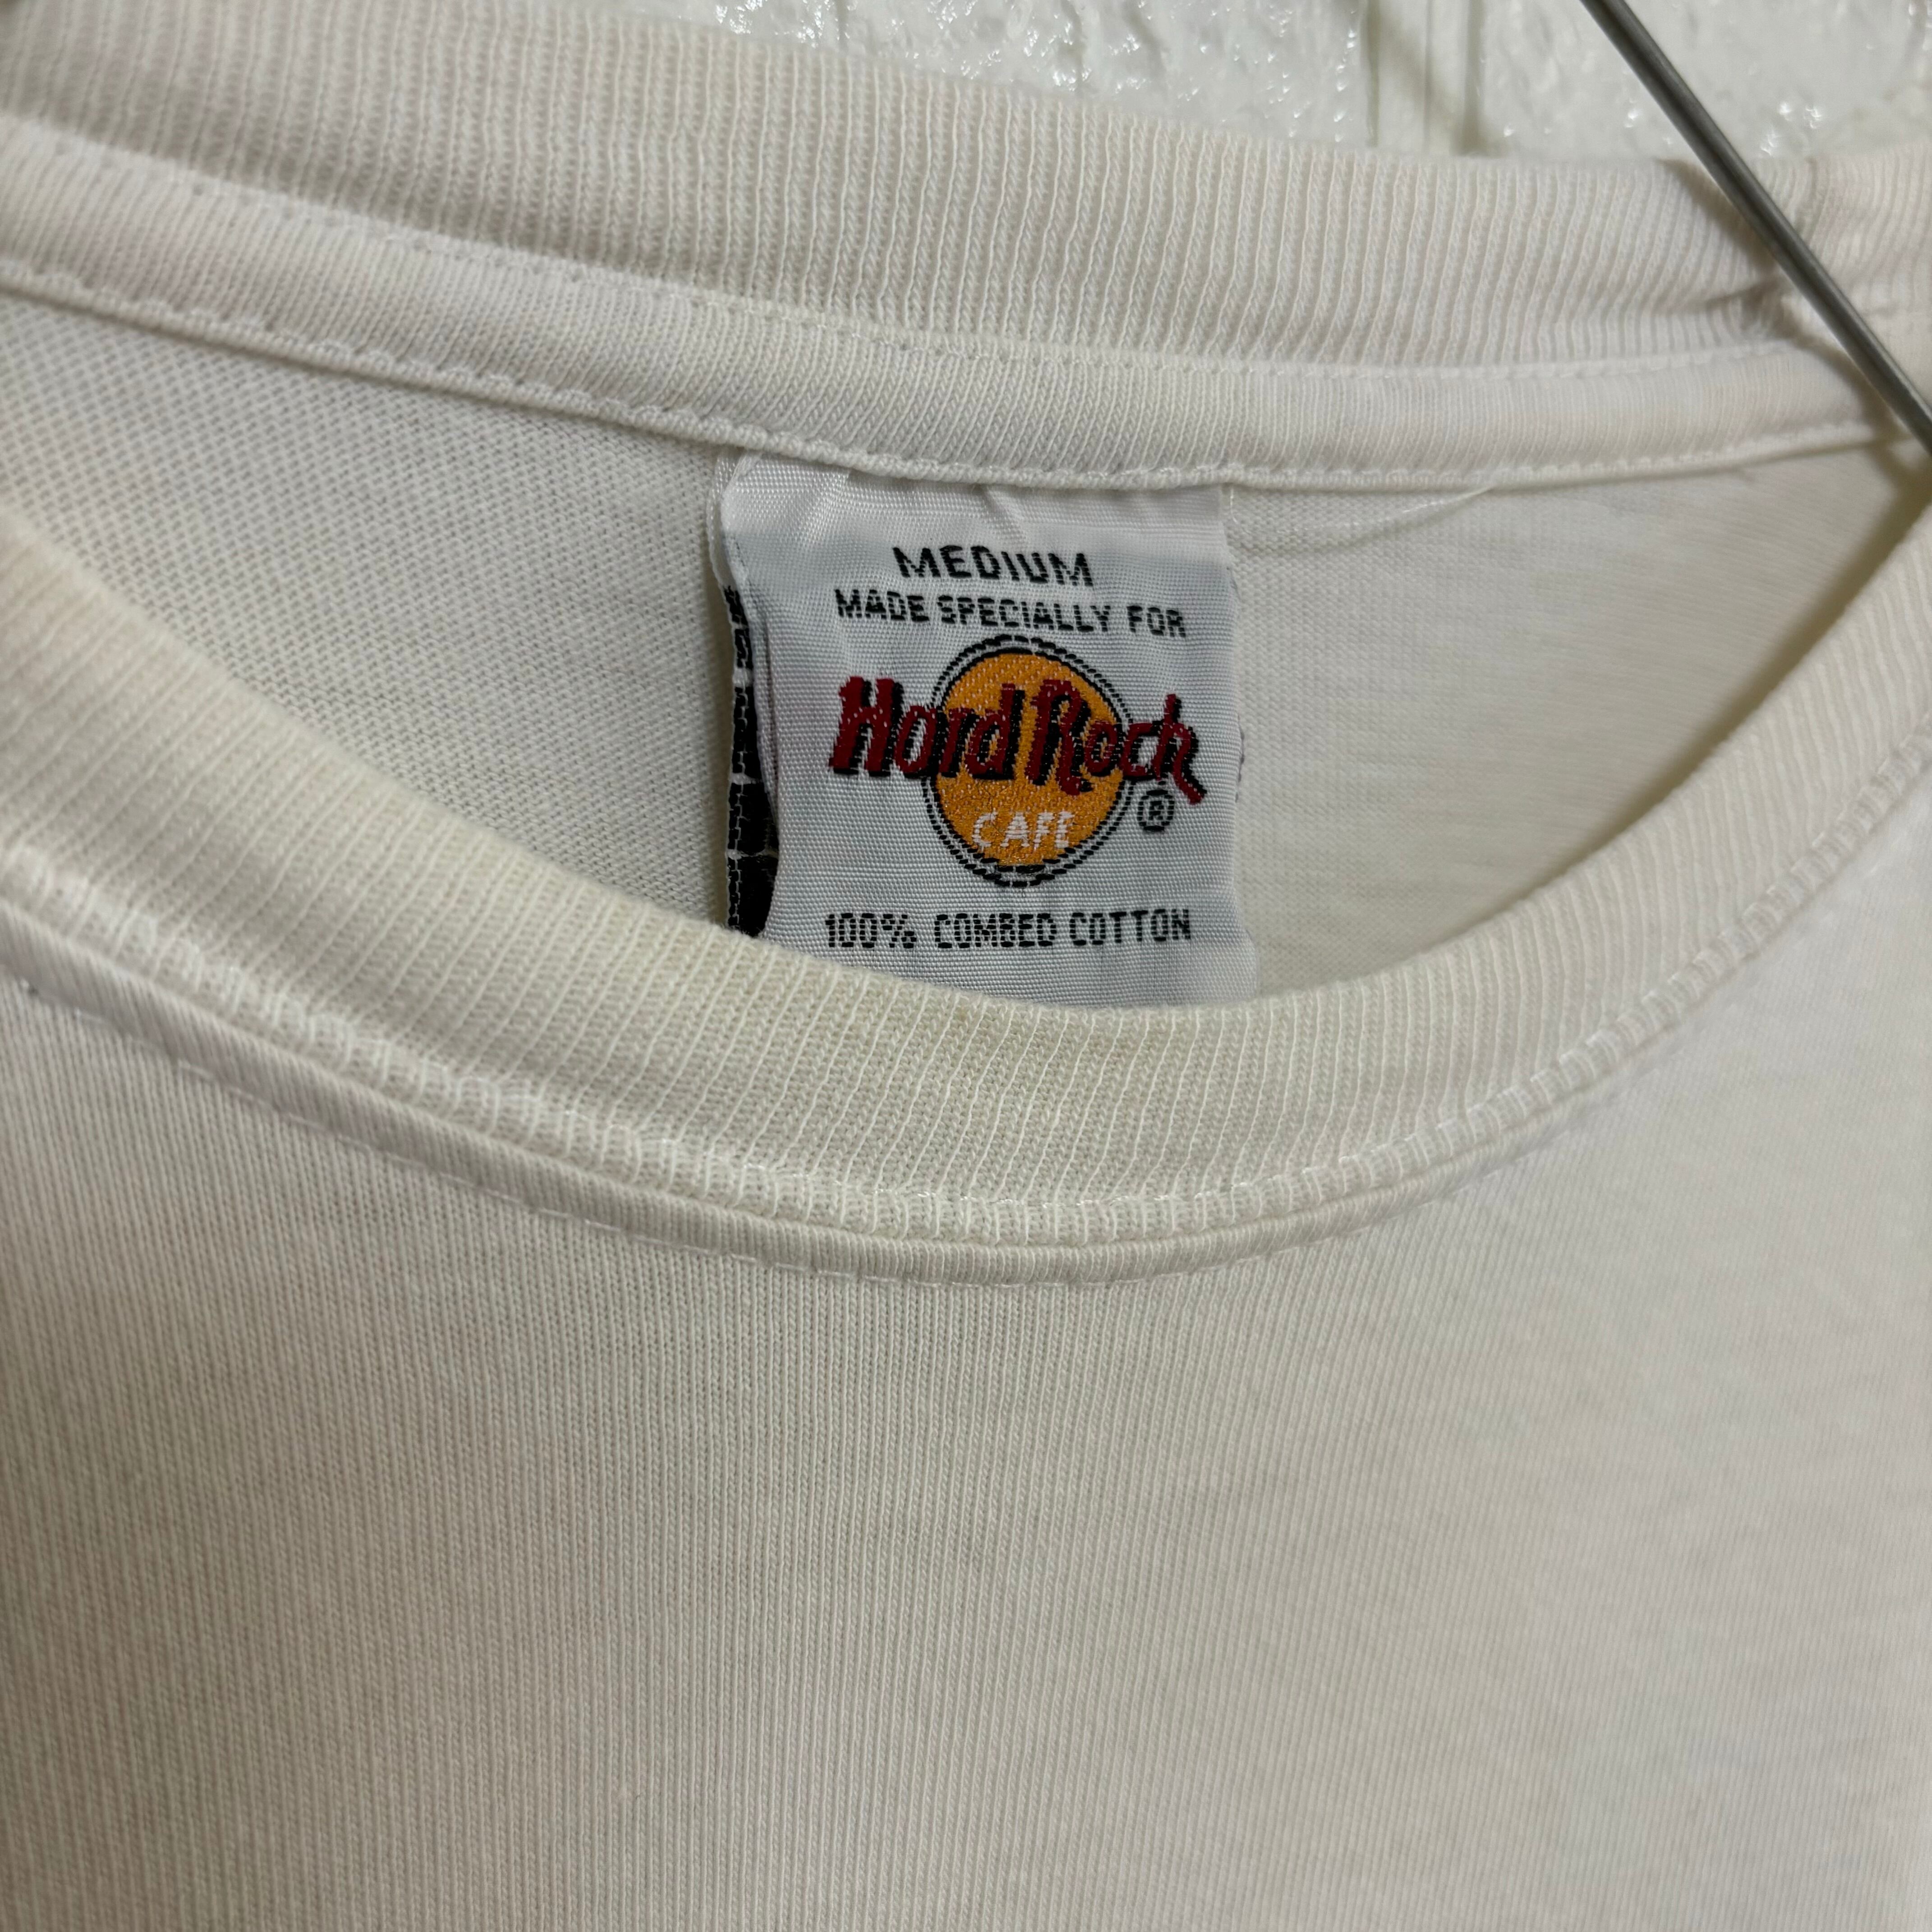 MEDIUM
MADE SPECIALLY FOR
Hard Rock
CAFE ®
100% COMBED COTTON